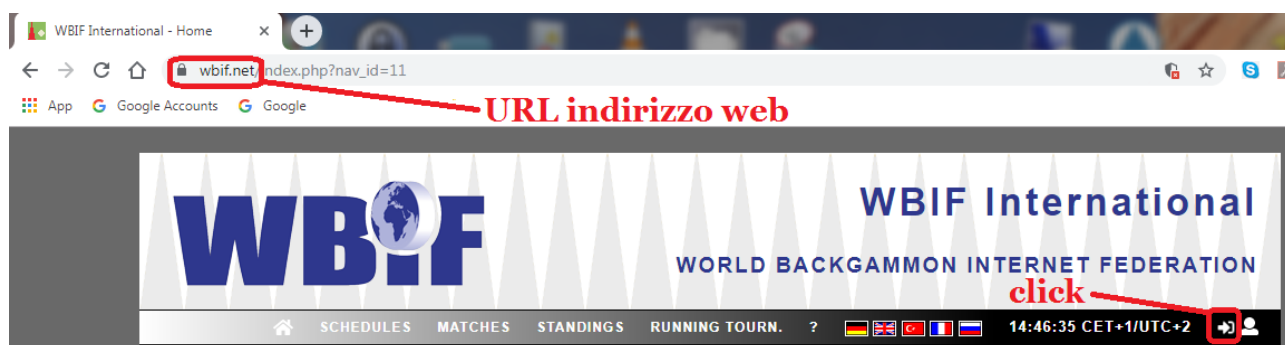 WBIF International - Home
wbif.net/index.php?nav_id=11
App Google Accounts Google
URL indirizzo web
WBIF
WBIF International
WORLD BACKGAMMON INTERNET FEDERATION
click
SCHEDULES MATCHES STANDINGS RUNNING TOURN. ? 14:46:35 CET+1/UTC+2